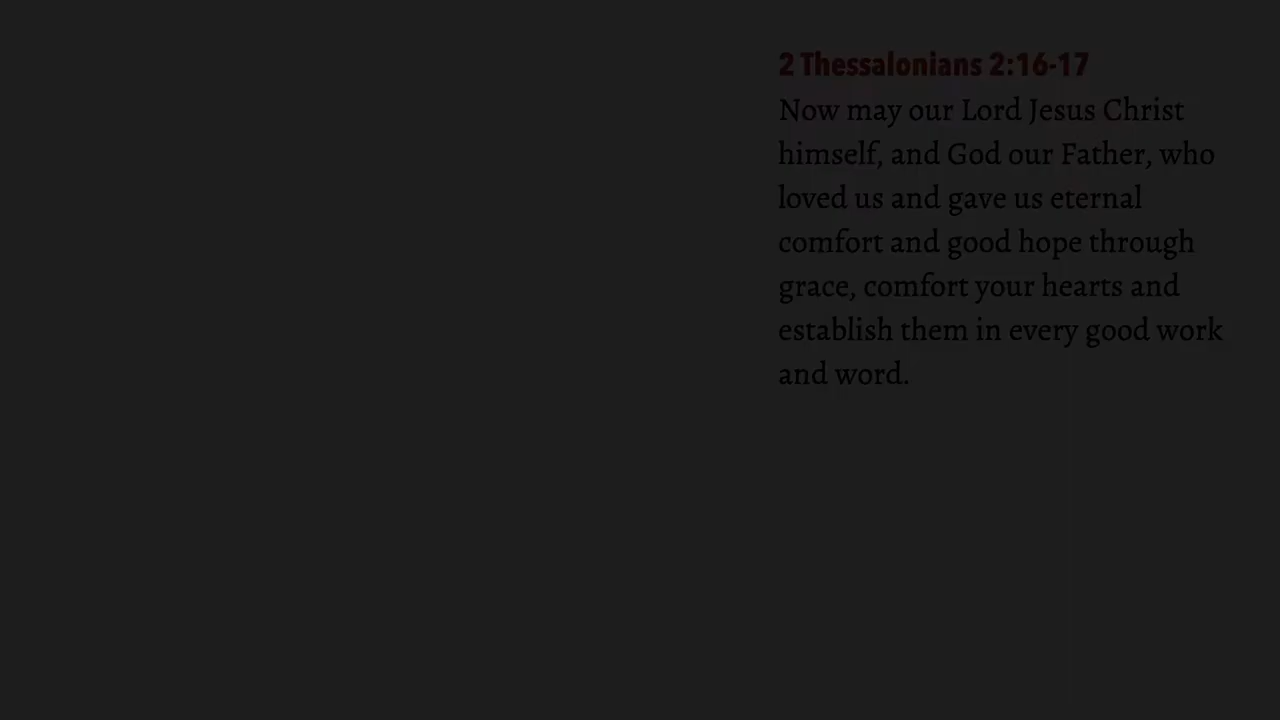 2 Thessalonians 2:16-17
Now may our Lord Jesus Christ
himself, and God our Father, who
loved us and gave us eternal
comfort and good hope through
grace, comfort your hearts and
establish them in every good work
and word.